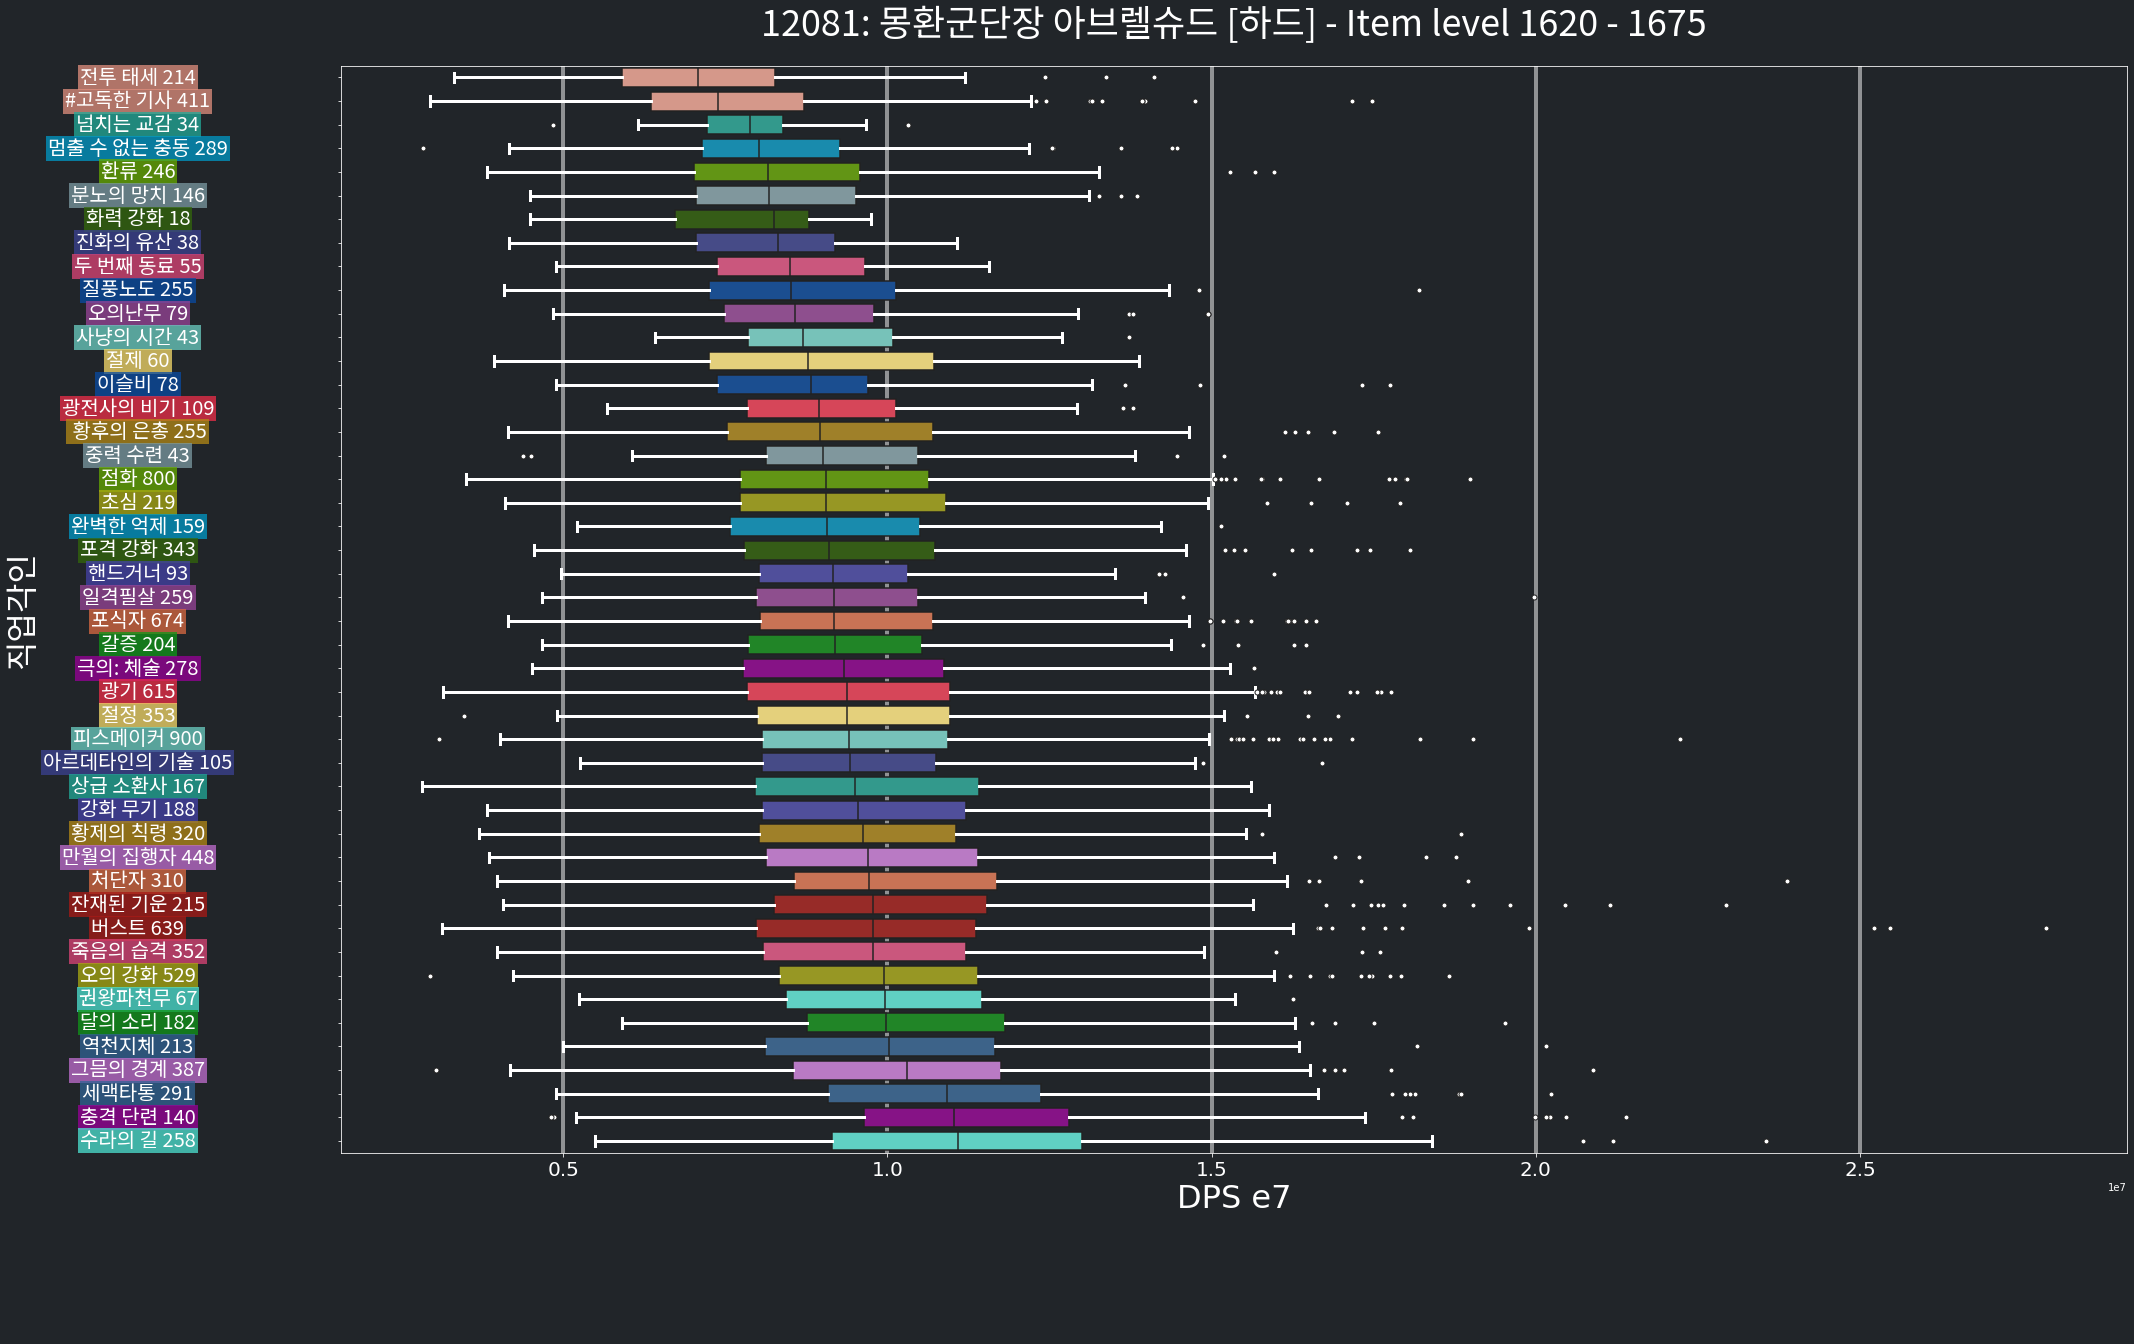 12081: 몽환군단장 아브렐슈드 [하드] - Item level 1620 - 1675
전투 태세 214
#고독한 기사 411
넘치는 교감 34
멈출 수 없는 충동 289
환류 246
분노의 망치 146
화력 강화 18
진화의 유산 38
두 번째 동료 55
질풍노도 255
오의난무 79
사냥의 시간 43
절제 60
이슬비 78
광전사의 비기 109
황후의 은총 255
중력 수련 43
점화 800
초심 219
완벽한 억제 159
포격 강화 343
핸드거너 93
일격필살 259
포식자 674
갈증 204
극의: 체술 278
광기 615
절정 353
피스메이커 900
아르데타인의 기술 105
상급 소환사 167
강화 무기 188
황제의 칙령 320
만월의 집행자 448
처단자 310
잔재된 기운 215
버스트 639
죽음의 습격 352
오의 강화 529
권왕파천무 67
달의 소리 182
역천지체 213
그믐의 경계 387
세맥타통 291
충격 단련 140
수라의 길 258
직업각인
0.5 1.0 1.5 2.0 2.5
DPS e7
1e7